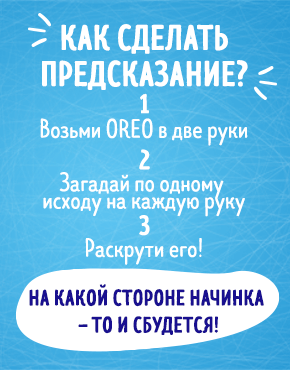 КАК СДЕЛАТЬ
ПРЕДСКАЗАНИЕ?
1
Возьми OREO в две руки
2
Загадай по одному
исходу на каждую руку
3
Раскрути его!
НА КАКОЙ СТОРОНЕ НАЧИНКА
– ТО И СБУДЕТСЯ!